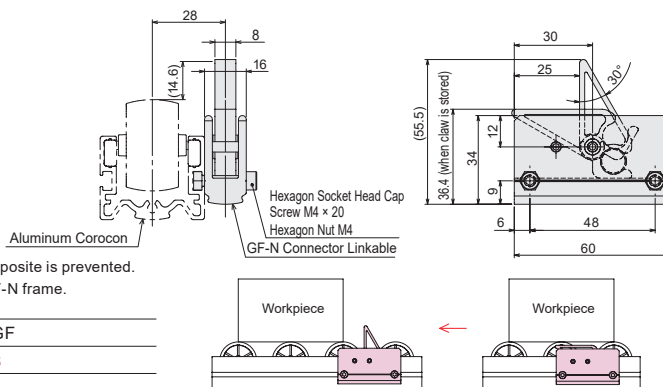 28
8
16
(14.6)
Hexagon Socket Head Cap
Screw M4 × 20
Hexagon Nut M4
GF-N Connector Linkable
Aluminum Corocon
30
25
30°
(55.5)
36.4 (when claw is stored)
34
12
9
6
48
60
posite is prevented.
-N frame.
GF
Workpiece
Workpiece